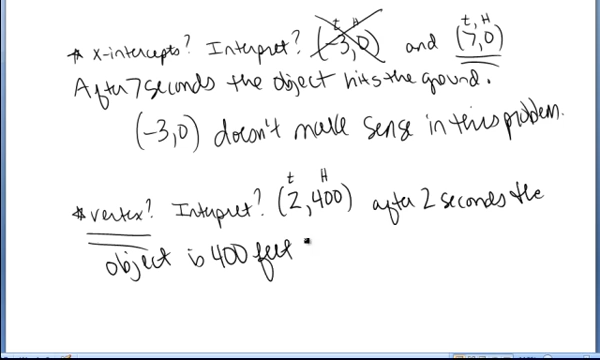 t H
* x-intercepts? Interpret? (-3,0) and (7,0)
t, H
After 7 seconds the object hits the ground.
(-3,0) doesn't make sense in this problem.
t H
* vertex? Interpret? (2,400) after 2 seconds the
object is 400 feet